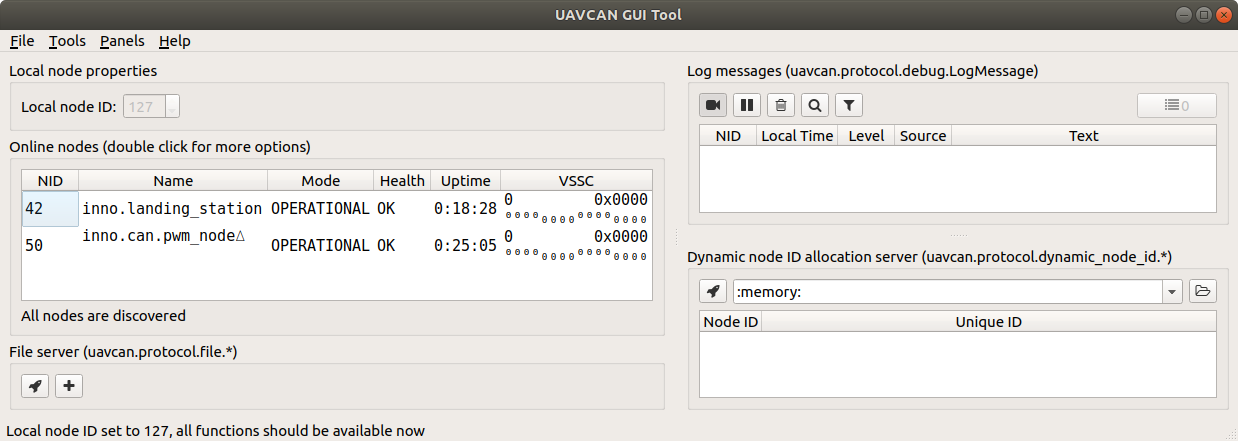 UAVCAN GUI Tool
File Tools Panels Help
Local node properties
Local node ID: 127
Online nodes (double click for more options)
NID Name Mode Health Uptime VSSC
42 inno.landing_station OPERATIONAL OK 0:18:28 0 0x0000
⁰⁰⁰⁰₀₀₀₀⁰⁰⁰⁰₀₀₀₀
50 inno.can.pwm_node∆ OPERATIONAL OK 0:25:05 0 0x0000
⁰⁰⁰⁰₀₀₀₀⁰⁰⁰⁰₀₀₀₀
All nodes are discovered
File server (uavcan.protocol.file.*)
Log messages (uavcan.protocol.debug.LogMessage)
0
NID Local Time Level Source Text
Dynamic node ID allocation server (uavcan.protocol.dynamic_node_id.*)
:memory:
Node ID Unique ID
Local node ID set to 127, all functions should be available now